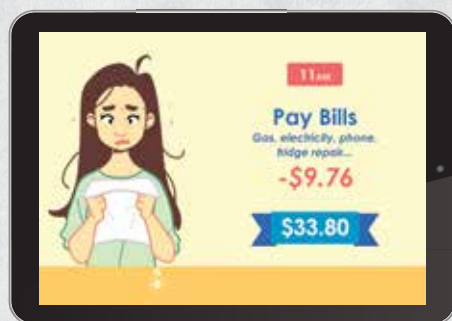 11AM
Pay Bills
Gas, electricity, phone,
fridge repair...
-$9.76
$33.80